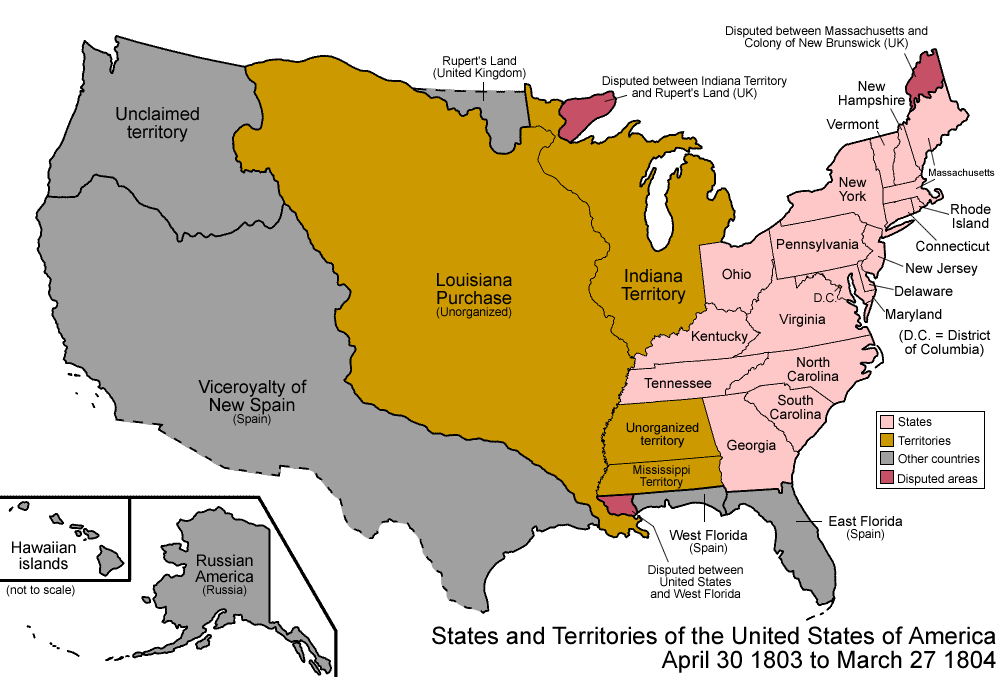 Disputed between Massachusetts and
Colony of New Brunswick (UK)
Rupert's Land
(United Kingdom)
Disputed between Indiana Territory
and Rupert's Land (UK)
New
Hampshire
Vermont
Unclaimed
territory
Massachusetts
New
York
Rhode
Island
Connecticut
Pennsylvania
New Jersey
Ohio
Louisiana
Purchase
(Unorganized)
Indiana
Territory
Delaware
D.C.
Maryland
Virginia
(D.C. = District
of Columbia)
Kentucky
North
Carolina
Tennessee
Viceroyalty of
New Spain
(Spain)
South
Carolina
Unorganized
territory
Georgia
States
Territories
Other countries
Disputed areas
Mississippi
Territory
East Florida
(Spain)
West Florida
(Spain)
Hawaiian
islands
(not to scale)
Russian
America
(Russia)
Disputed between
United States
and West Florida
States and Territories of the United States of America
April 30 1803 to March 27 1804